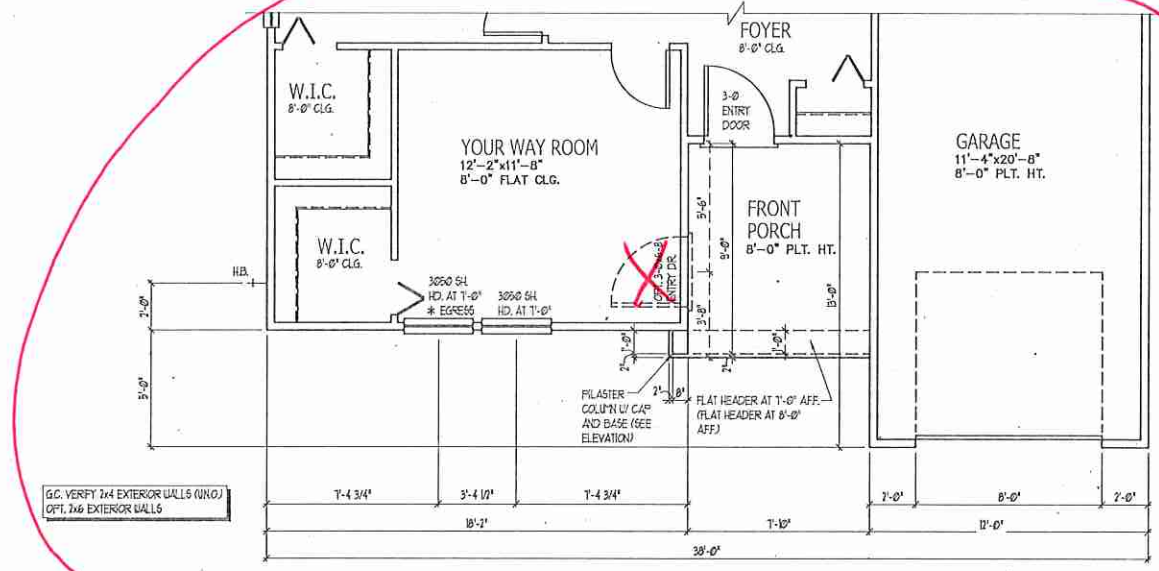 FOYER
8'-0" CLG.
W.I.C.
8'-0" CLG.
3-0
ENTRY
DOOR
YOUR WAY ROOM
12'-2"x11'-8"
8'-0" FLAT CLG.
GARAGE
11'-4"x20'-8"
8'-0" PLT. HT.
FRONT
PORCH
8'-0" PLT. HT.
5'-6"
9'-0"
13'-0"
W.I.C.
8'-0" CLG.
H.B.
3050 SH.
HD. AT 7'-0"
* EGRESS
3050 SH.
HD. AT 7'-0"
ENTRY DR.
3'-8"
2'-0"
5'-0"
1'-0"
2"
1'-0"
2"
2"
8"
PILASTER
COLUMN W/ CAP
AND BASE (SEE
ELEVATION)
FLAT HEADER AT 7'-0" AFF.
(FLAT HEADER AT 8'-0"
AFF.)
G.C. VERIFY 2x4 EXTERIOR WALLS (UNO.)
OPT. 2x6 EXTERIOR WALLS
7'-4 3/4"
3'-4 1/2"
7'-4 3/4"
2'-0"
8'-0"
2'-0"
18'-2"
7'-10"
12'-0"
38'-0"